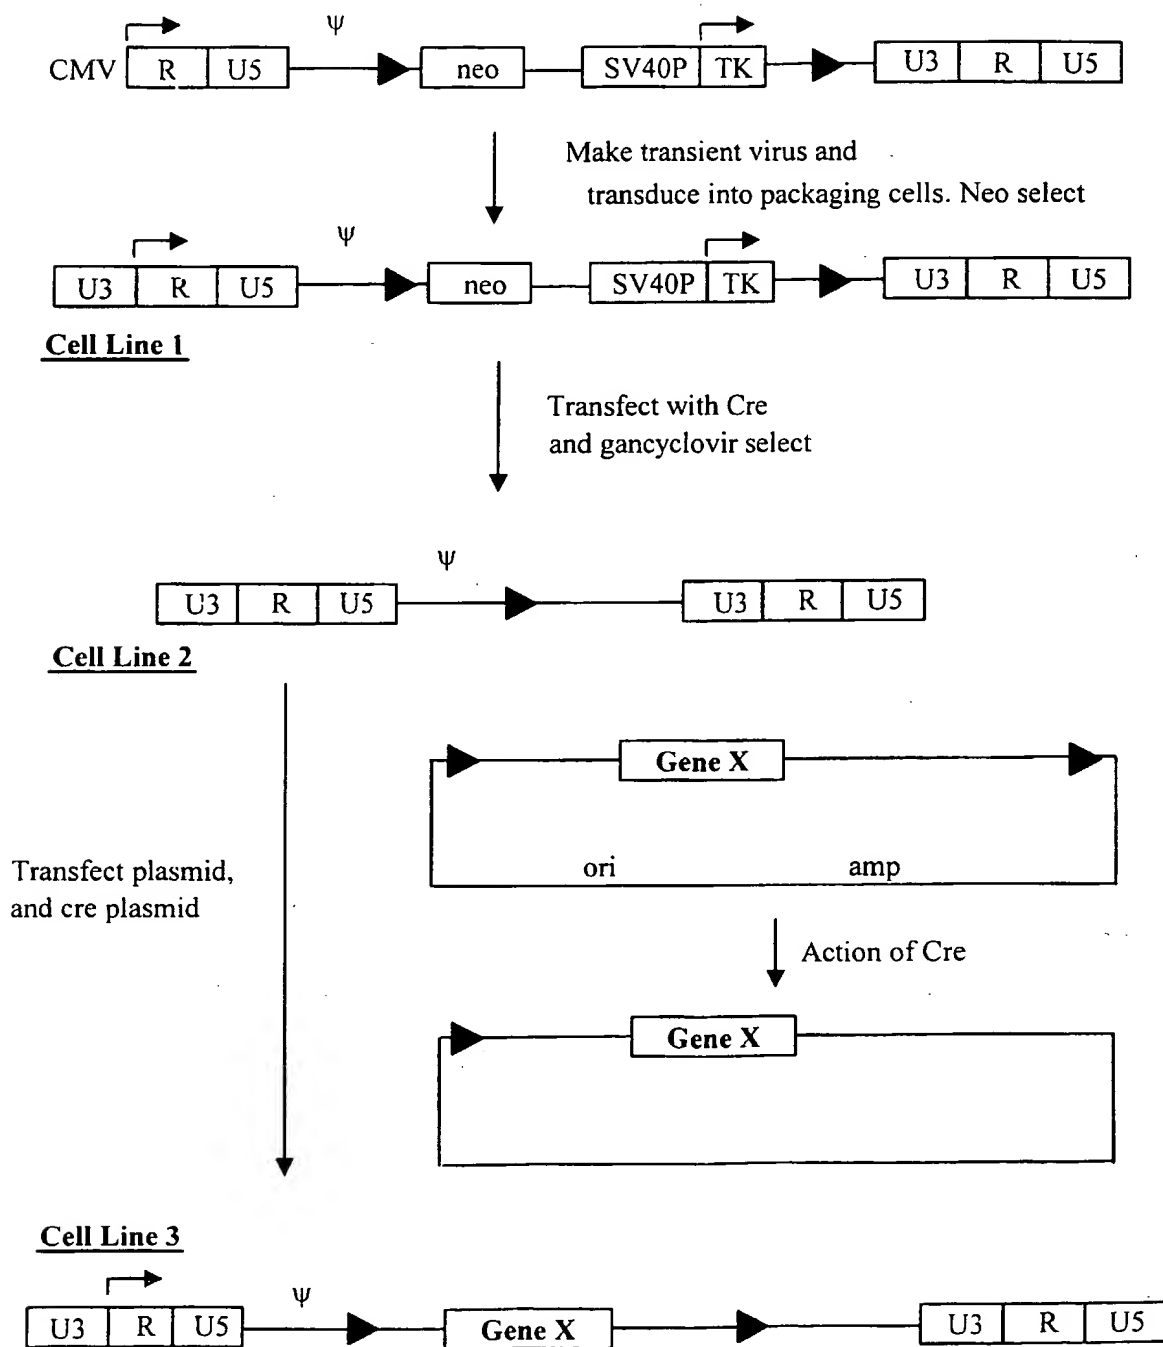 ψ
CMV R U5 neo SV40P TK U3 R U5
Make transient virus and
transduce into packaging cells. Neo select
ψ
U3 R U5 neo SV40P TK U3 R U5
Cell Line 1
Transfect with Cre
and gancyclovir select
ψ
U3 R U5 U3 R U5
Cell Line 2
Gene X
ori amp
Transfect plasmid,
and cre plasmid
Action of Cre
Gene X
Cell Line 3
ψ
U3 R U5 Gene X U3 R U5